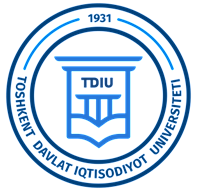 1931
TDIU
TOSHKENT DAVLAT IQTISODIYOT UNIVERSITETI